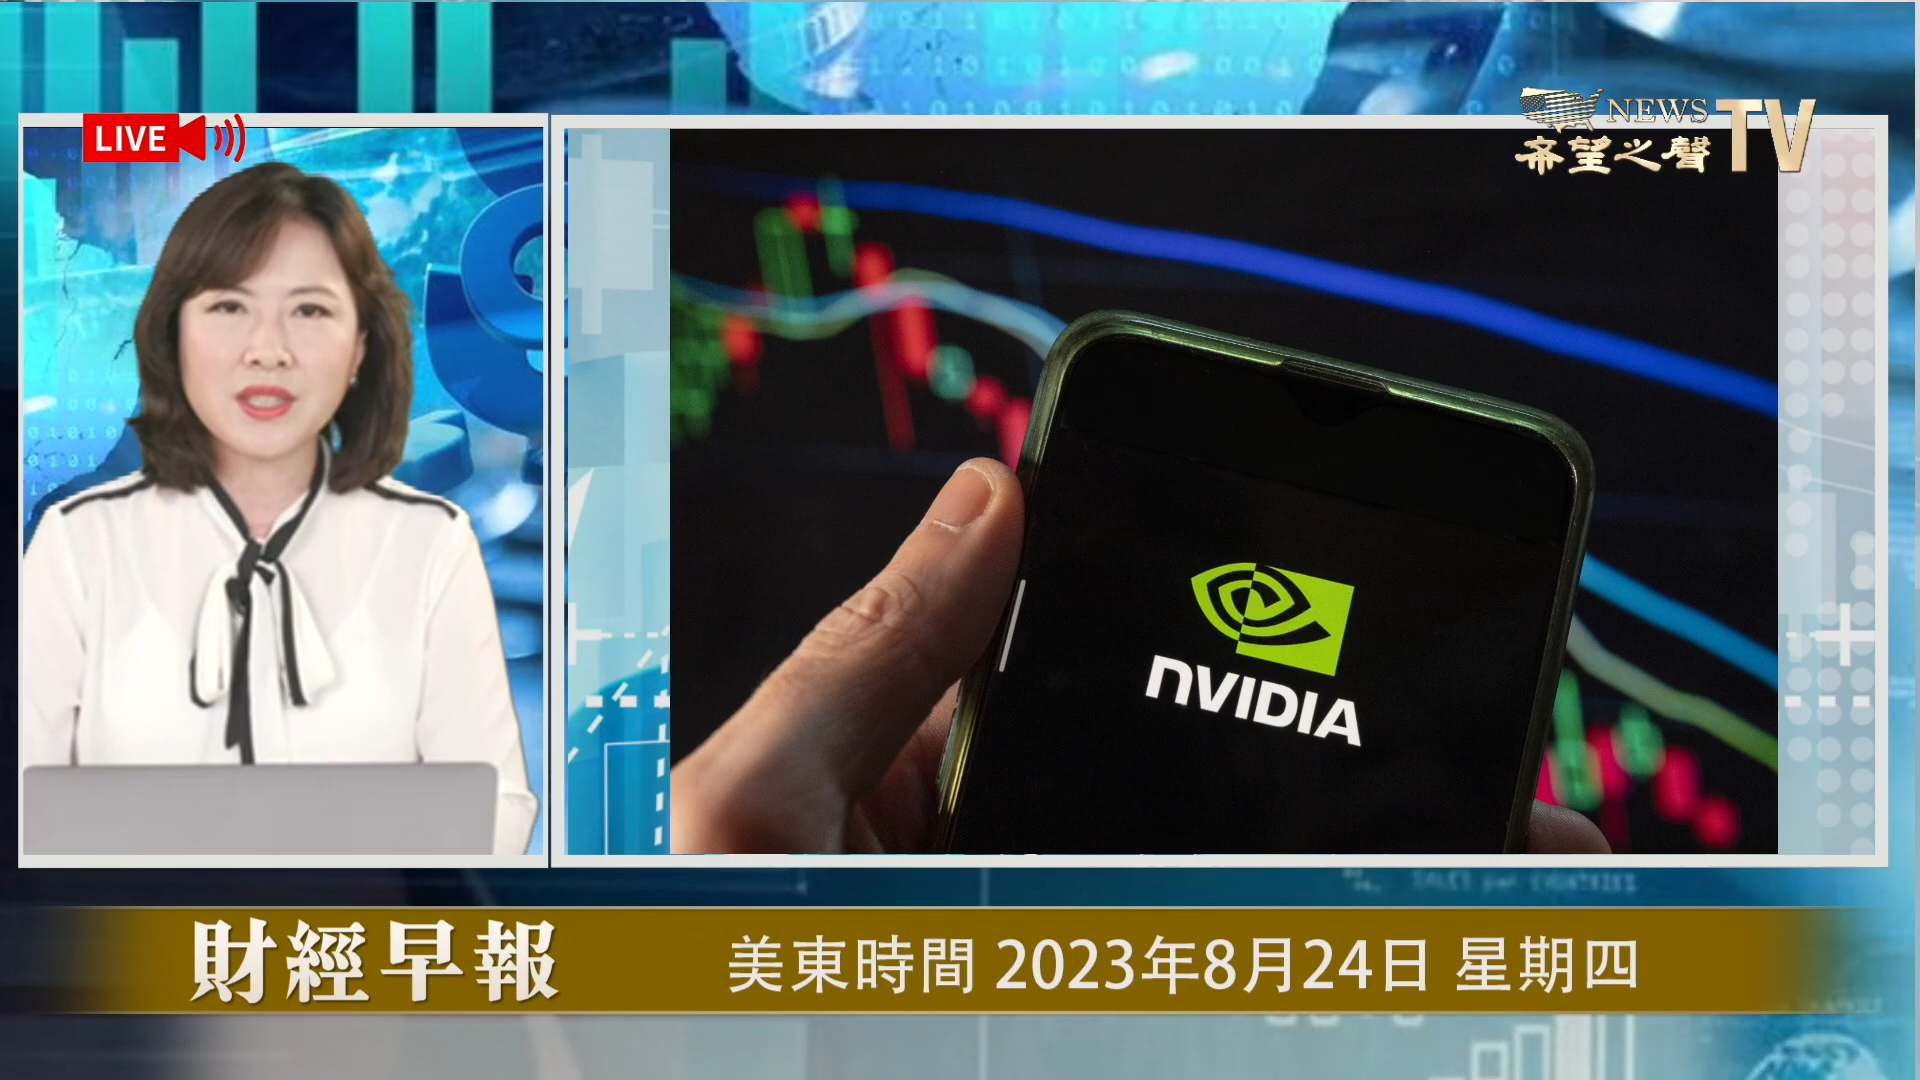 LIVE
NEWS TV
希望之聲
NVIDIA
財經早報
美東時間 2023年8月24日 星期四